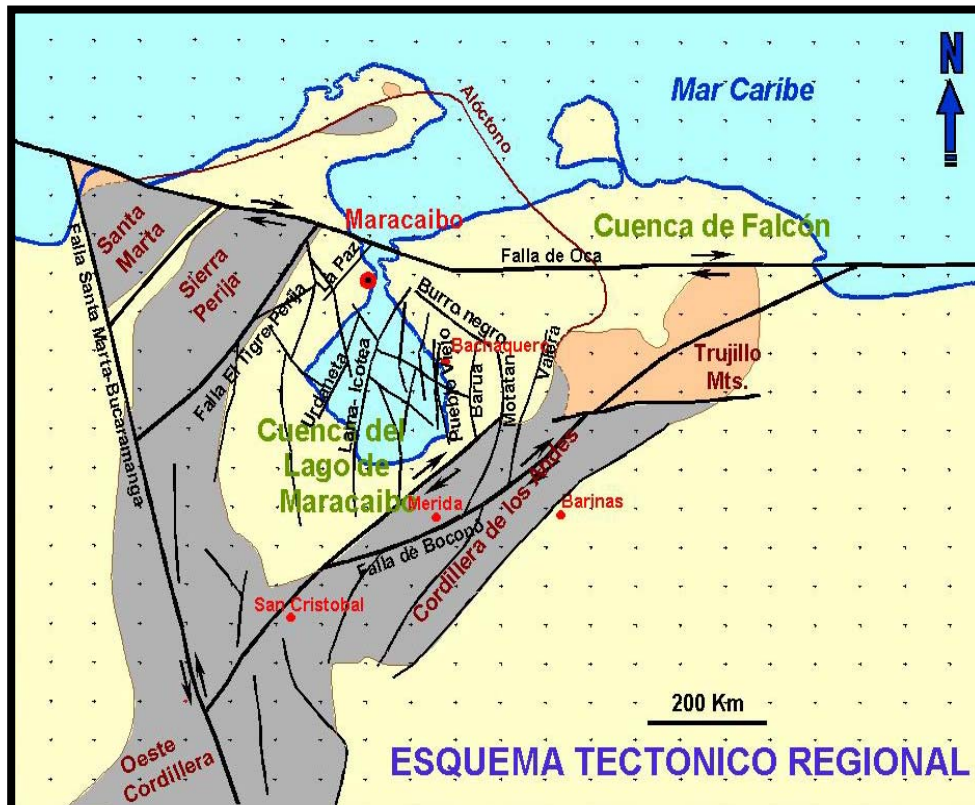 N
Mar Caribe
Alóctono.
Santa
Marta
Maracaibo
Cuenca de Falcón
Falla de Oca
Sierra
Perija
La Paz
Falla Santa Marta-Bucaramanga
Falla El Tigre Perija
Burro negro
Bachaquero
Urdaneta
Lama-Icotea
Pueblo Viejo
Barua
Motatan
Valera
Trujillo
Mts.
Cuenca del
Lago de
Maracaibo
Merida
Barinas
Falla de Bocopo
Cordillera de los Andes
San Cristobal
200 Km
Oeste
Cordillera
ESQUEMA TECTONICO REGIONAL